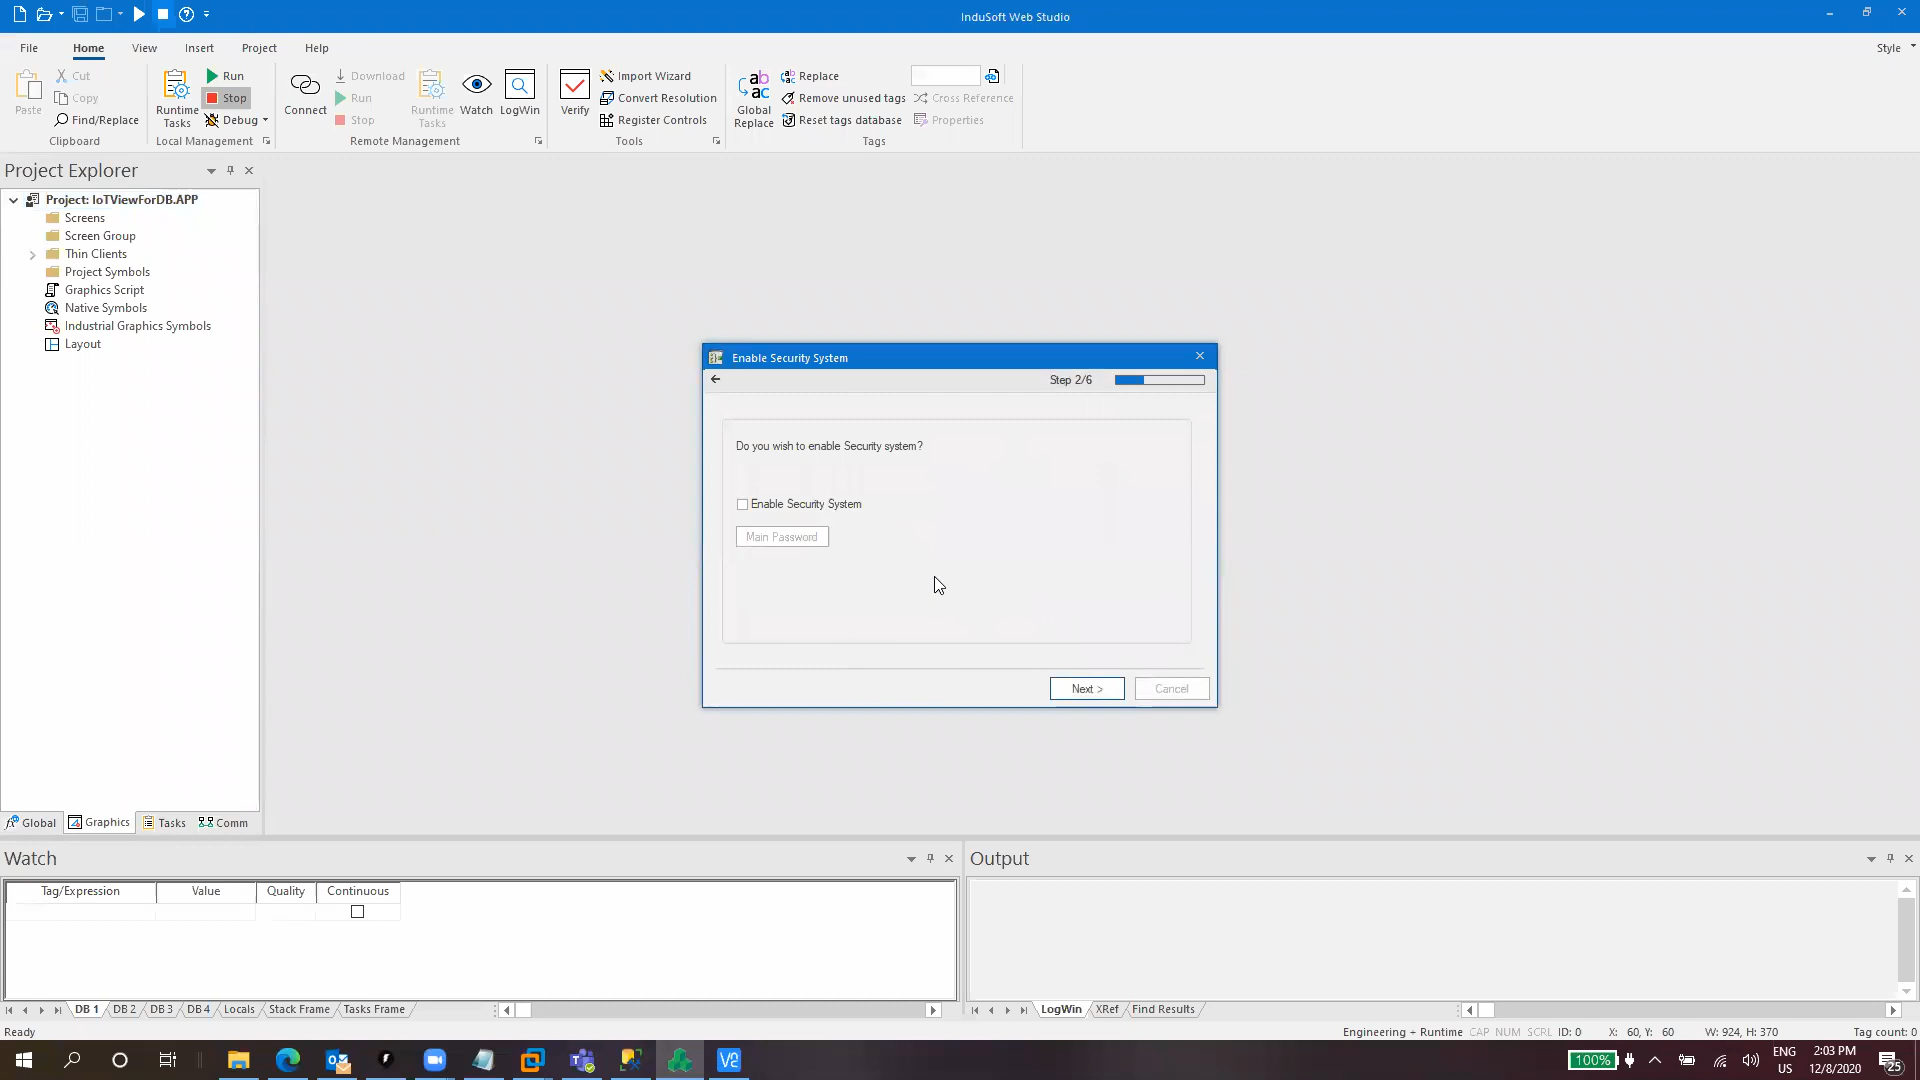 InduSoft Web Studio
File Home View Insert Project Help Style
Paste
Cut
Copy
Find/Replace
Clipboard
Runtime Tasks
Run
Stop
Debug
Local Management
Connect
Download
Run
Stop
Runtime Tasks
Watch
LogWin
Remote Management
Verify
Import Wizard
Convert Resolution
Register Controls
Tools
Global Replace
Replace
Remove unused tags
Reset tags database
Cross Reference
Properties
Tags
Project Explorer
Project: IoTViewForDB.APP
Screens
Screen Group
Thin Clients
Project Symbols
Graphics Script
Native Symbols
Industrial Graphics Symbols
Layout
Global Graphics Tasks Comm
Enable Security System
Step 2/6
Do you wish to enable Security system?
Enable Security System
Main Password
Next >
Cancel
Watch
Tag/Expression Value Quality Continuous
DB 1 DB 2 DB 3 DB 4 Locals Stack Frame Tasks Frame
Output
LogWin XRef Find Results
Ready
Engineering + Runtime CAP NUM SCRL ID: 0 X: 60, Y: 60 W: 924, H: 370 Tag count: 0
100%
ENG
US
2:03 PM
12/8/2020
25